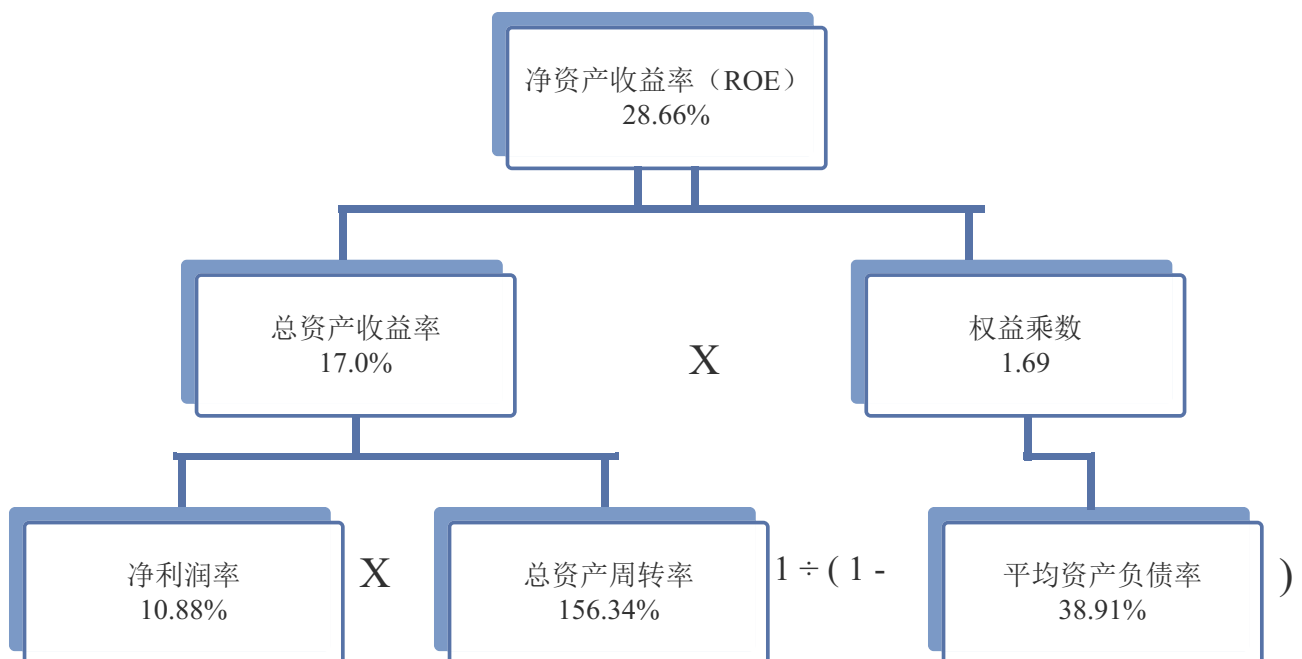 净资产收益率（ROE）
28.66%
总资产收益率
17.0%
X
权益乘数
1.69
净利润率
10.88%
X
总资产周转率
156.34%
1 ÷ ( 1 -
平均资产负债率
38.91%
)